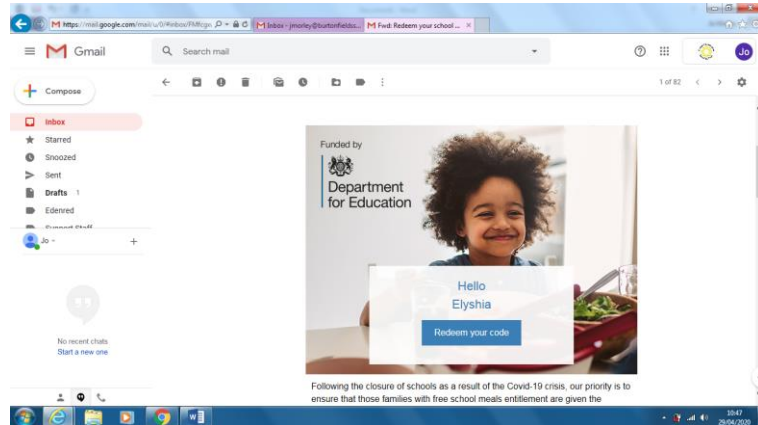 https://mail.google.com/mail/u/0/#inbox/
Inbox - jmorley@burtonfields...
Fwd: Redeem your school ...
Gmail
Search mail
Compose
1 of 82
Inbox
Starred
Snoozed
Sent
Drafts 1
Edenred
Support Staff
Jo
No recent chats
Start a new one
Funded by
Department
for Education
Hello
Elyshia
Redeem your code
Following the closure of schools as a result of the Covid-19 crisis, our priority is to
ensure that those families with free school meals entitlement are given the
10:47
29/04/2020